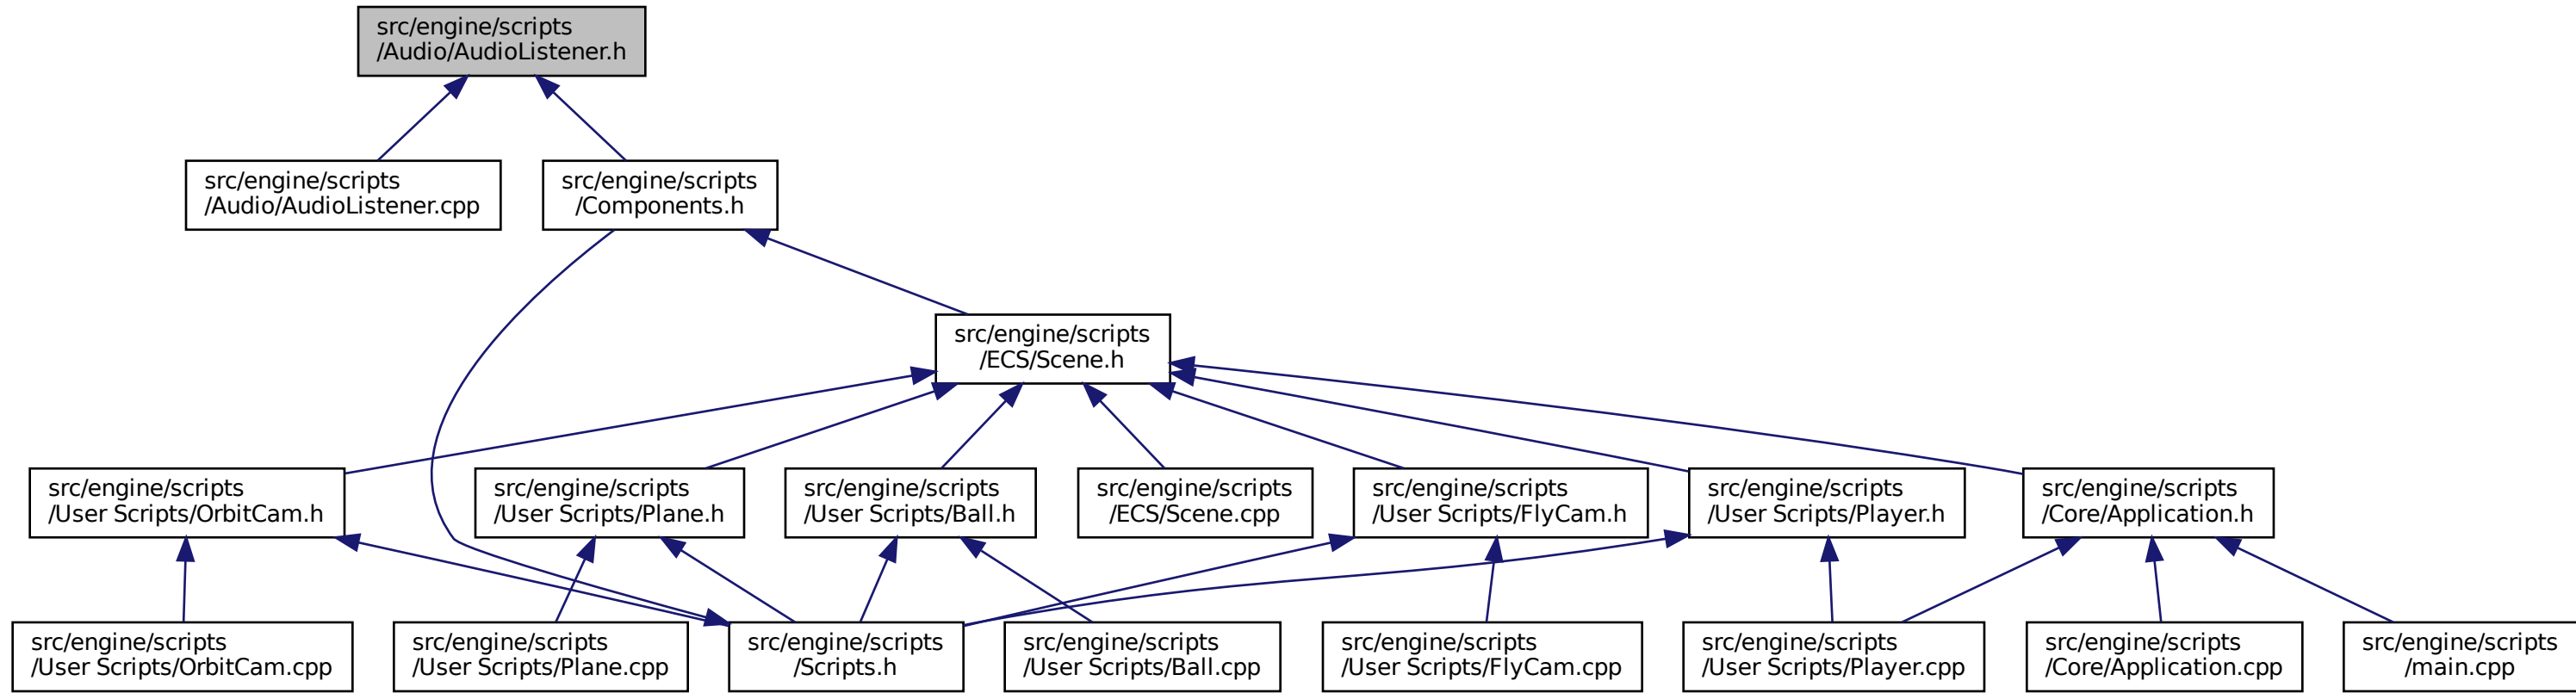 src/engine/scripts
/Audio/AudioListener.h
src/engine/scripts
/Audio/AudioListener.cpp
src/engine/scripts
/Components.h
src/engine/scripts
/ECS/Scene.h
src/engine/scripts
/User Scripts/OrbitCam.h
src/engine/scripts
/User Scripts/Plane.h
src/engine/scripts
/User Scripts/Ball.h
src/engine/scripts
/ECS/Scene.cpp
src/engine/scripts
/User Scripts/FlyCam.h
src/engine/scripts
/User Scripts/Player.h
src/engine/scripts
/Core/Application.h
src/engine/scripts
/User Scripts/OrbitCam.cpp
src/engine/scripts
/User Scripts/Plane.cpp
src/engine/scripts
/Scripts.h
src/engine/scripts
/User Scripts/Ball.cpp
src/engine/scripts
/User Scripts/FlyCam.cpp
src/engine/scripts
/User Scripts/Player.cpp
src/engine/scripts
/Core/Application.cpp
src/engine/scripts
/main.cpp